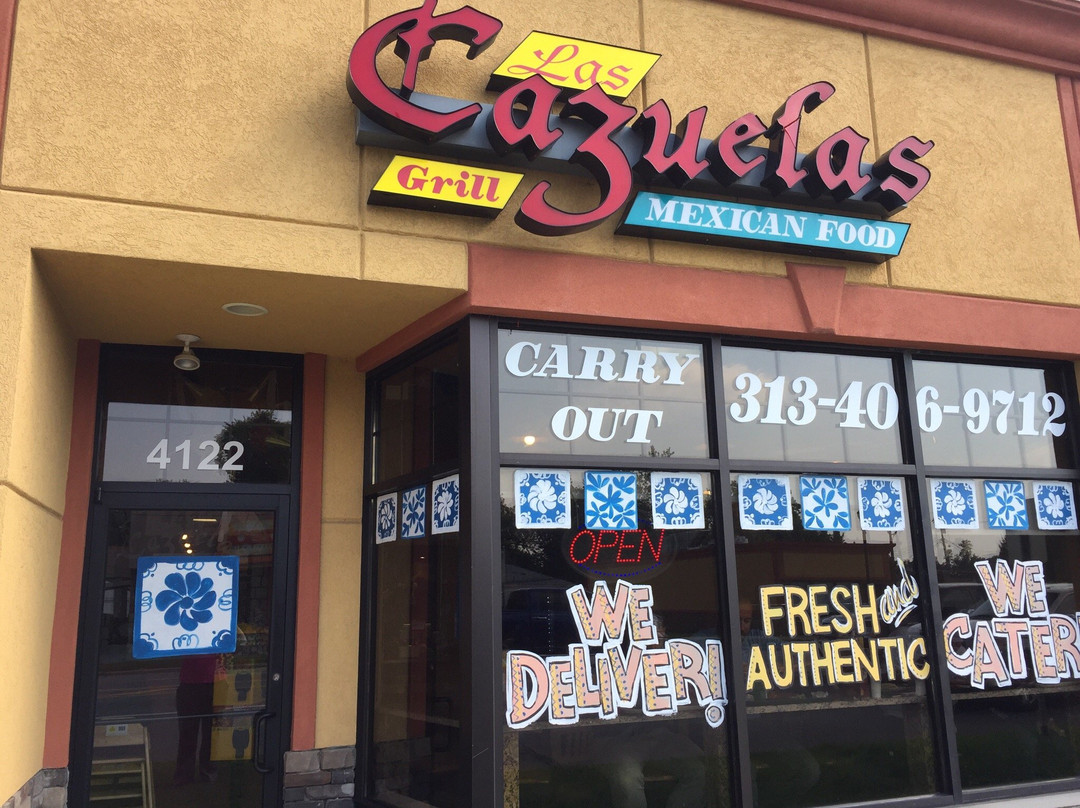 Las
Cazuelas
Grill
MEXICAN FOOD
CARRY
OUT
313-406-9712
4122
OPEN
WE
DELIVER!
FRESH and
AUTHENTIC
WE
CATER